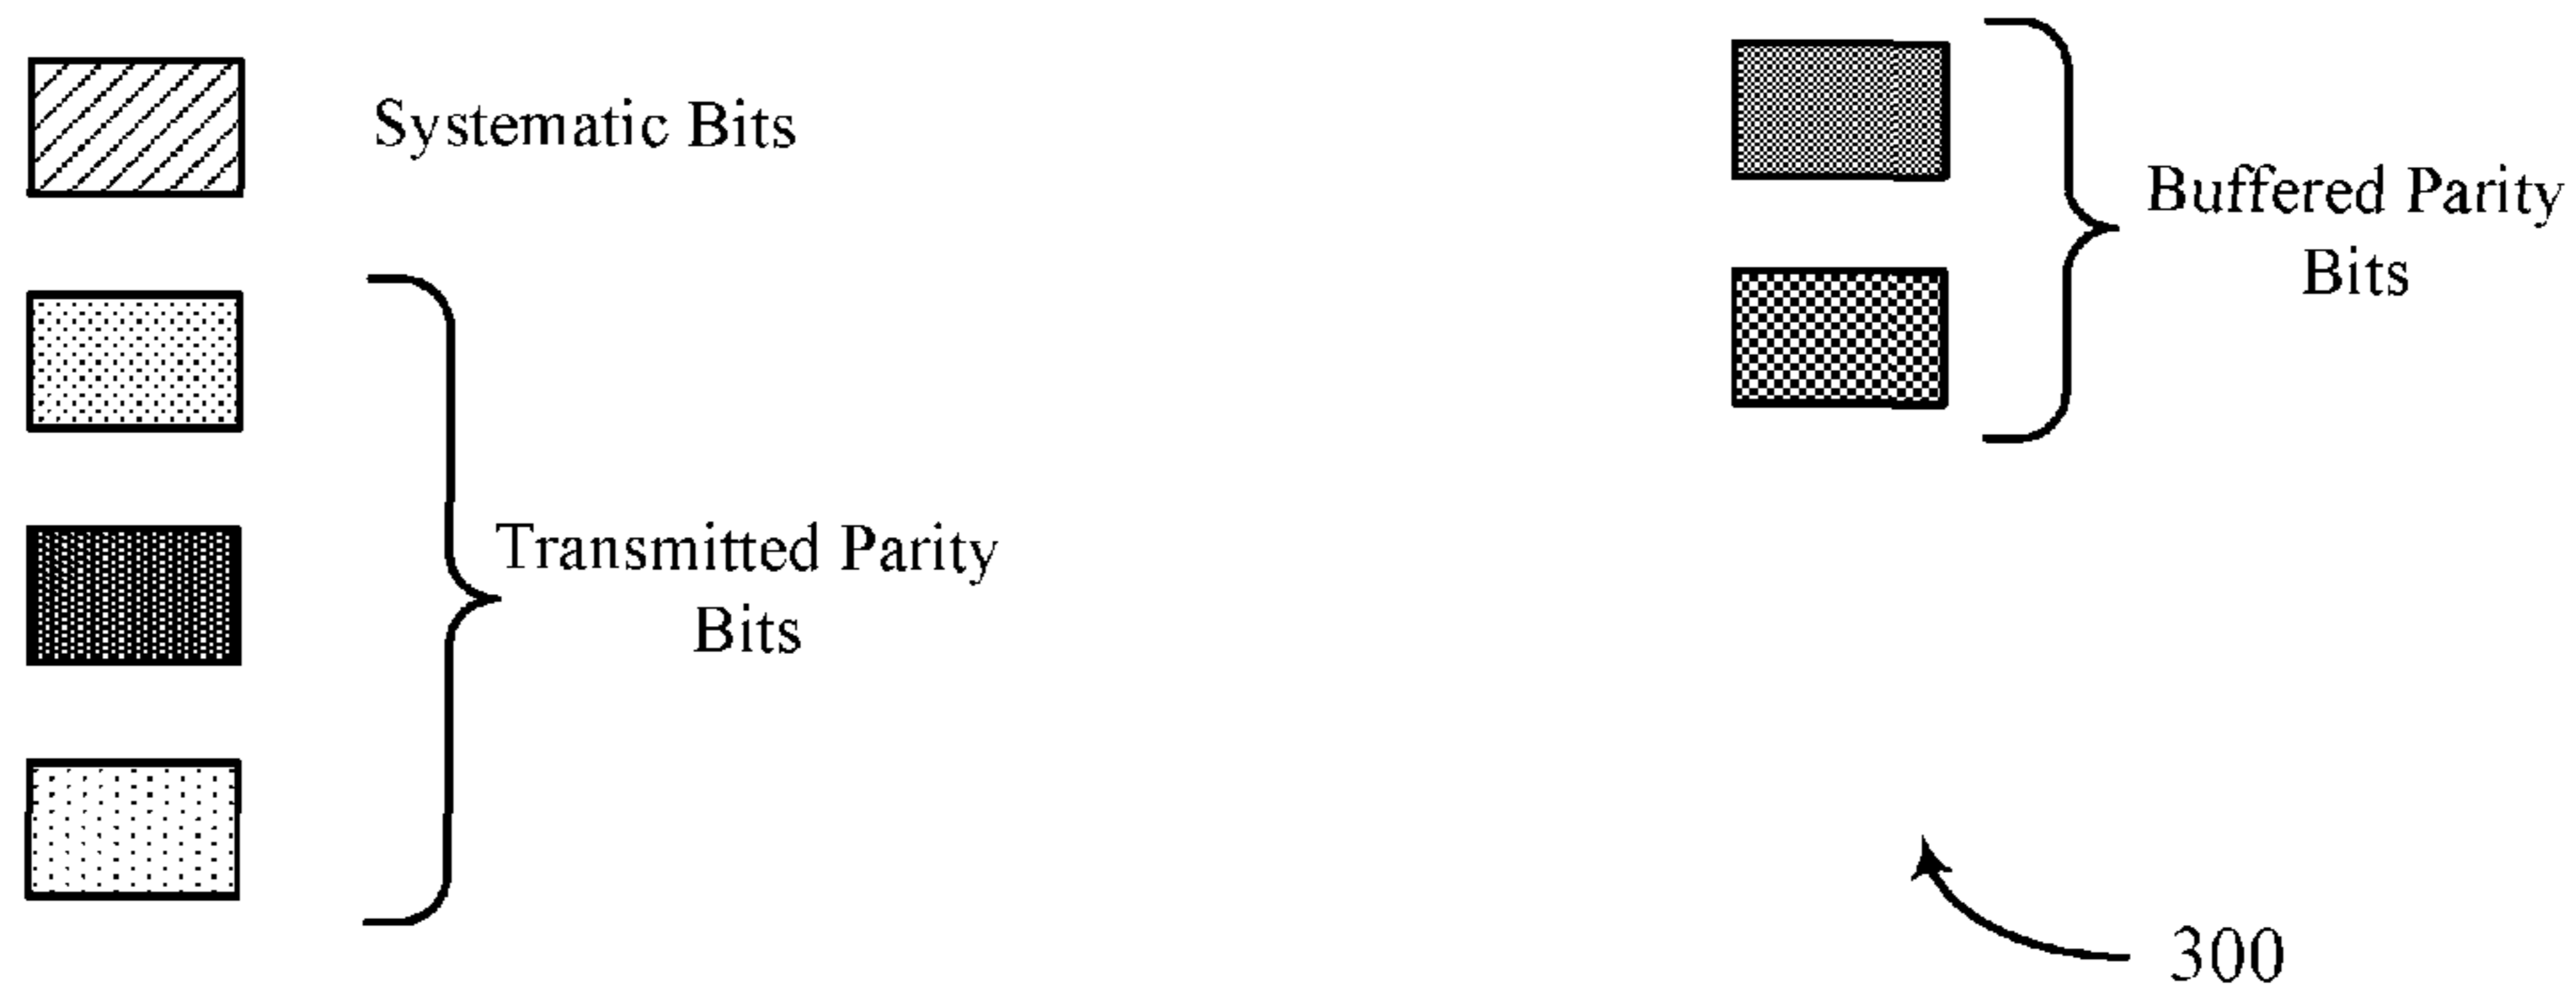 Systematic Bits
Transmitted Parity
Bits
Buffered Parity
Bits
300